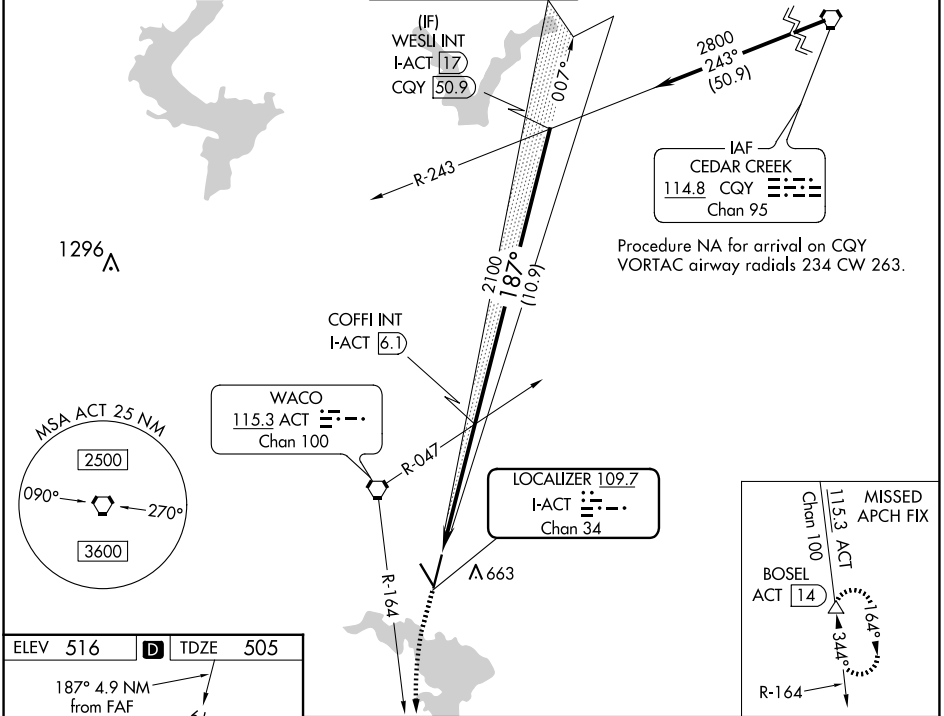 (IF)
WESLI INT
I-ACT 17
CQY 50.9
007°
2800
243°
(50.9)
R-243
IAF
CEDAR CREEK
114.8 CQY
Chan 95
Procedure NA for arrival on CQY
VORTAC airway radials 234 CW 263.
1296
2100
187°
(10.9)
COFFI INT
I-ACT 6.1
WACO
115.3 ACT
Chan 100
R-047
MSA ACT 25 NM
2500
090°
270°
3600
LOCALIZER 109.7
I-ACT
Chan 34
663
R-164
MISSED
APCH FIX
115.3 ACT
Chan 100
BOSEL
ACT 14
164°
344°
R-164
ELEV 516 D TDZE 505
187° 4.9 NM
from FAF